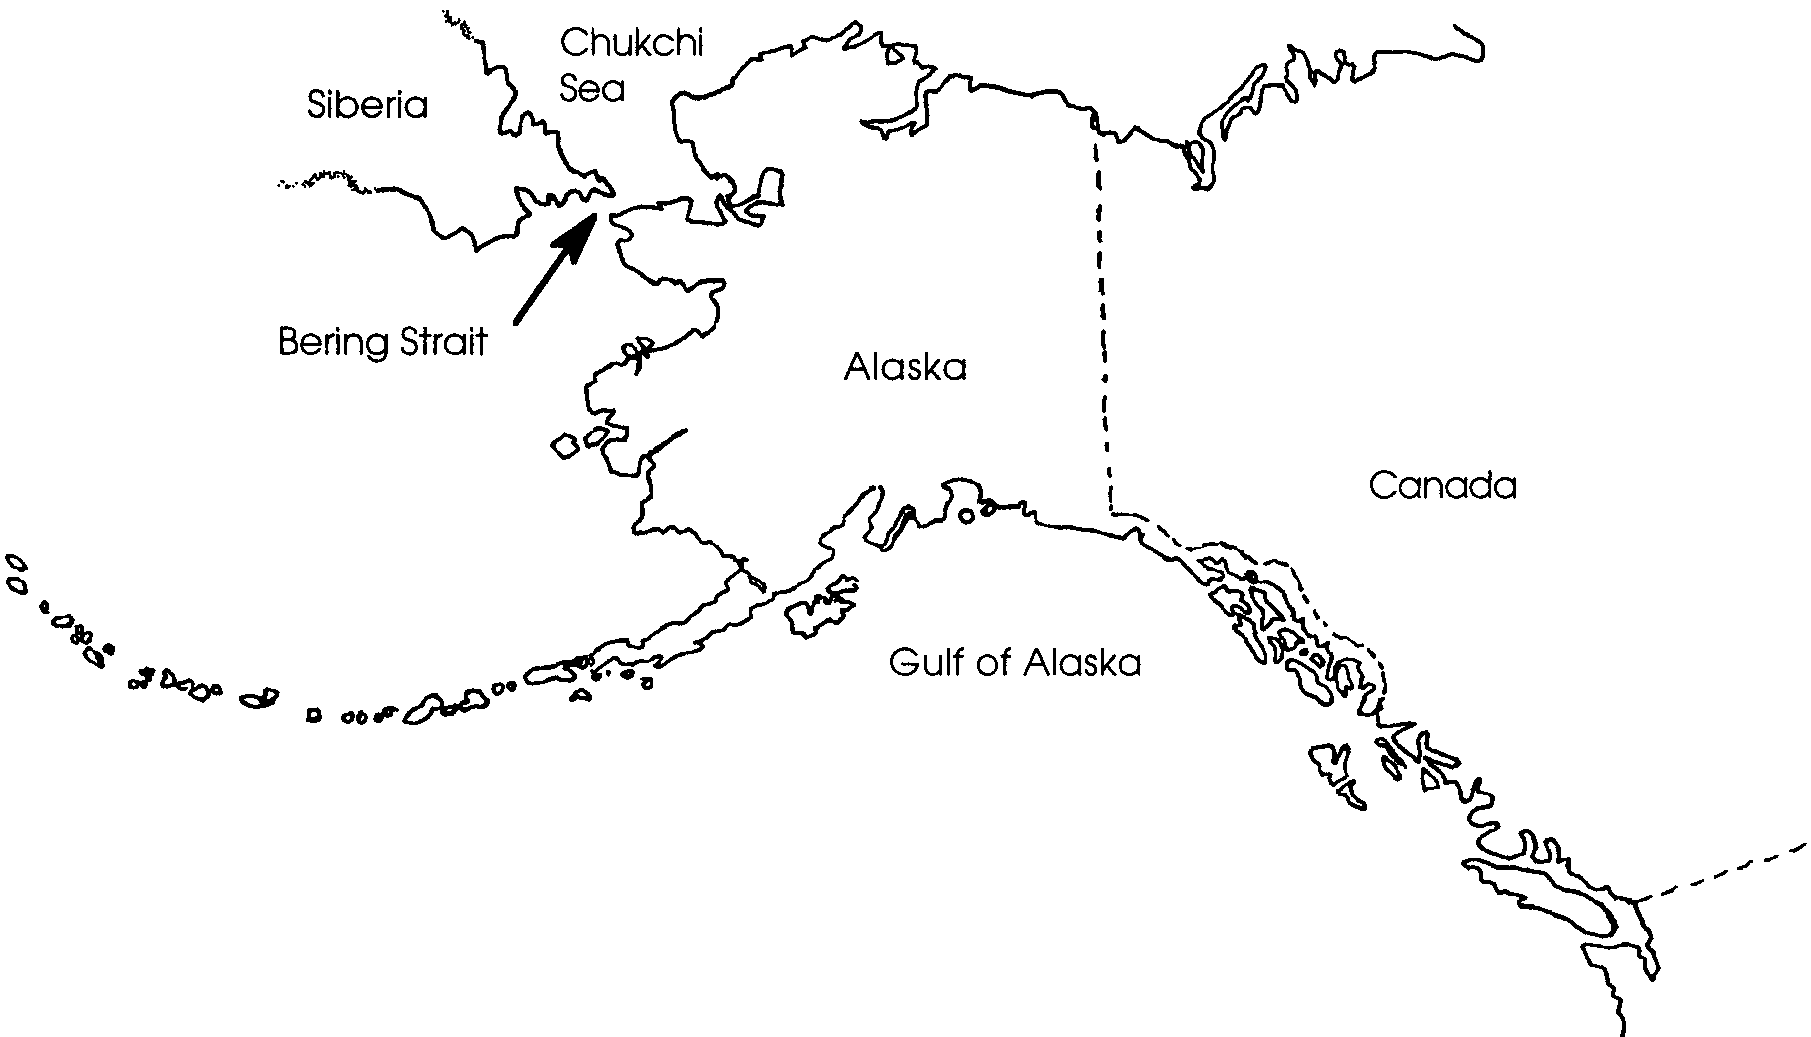 Chukchi
Sea
Siberia
Bering Strait
Alaska
Canada
Gulf of Alaska